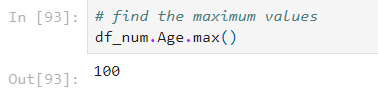 In [93]: # find the maximum values
df_num.Age.max()
Out[93]: 100